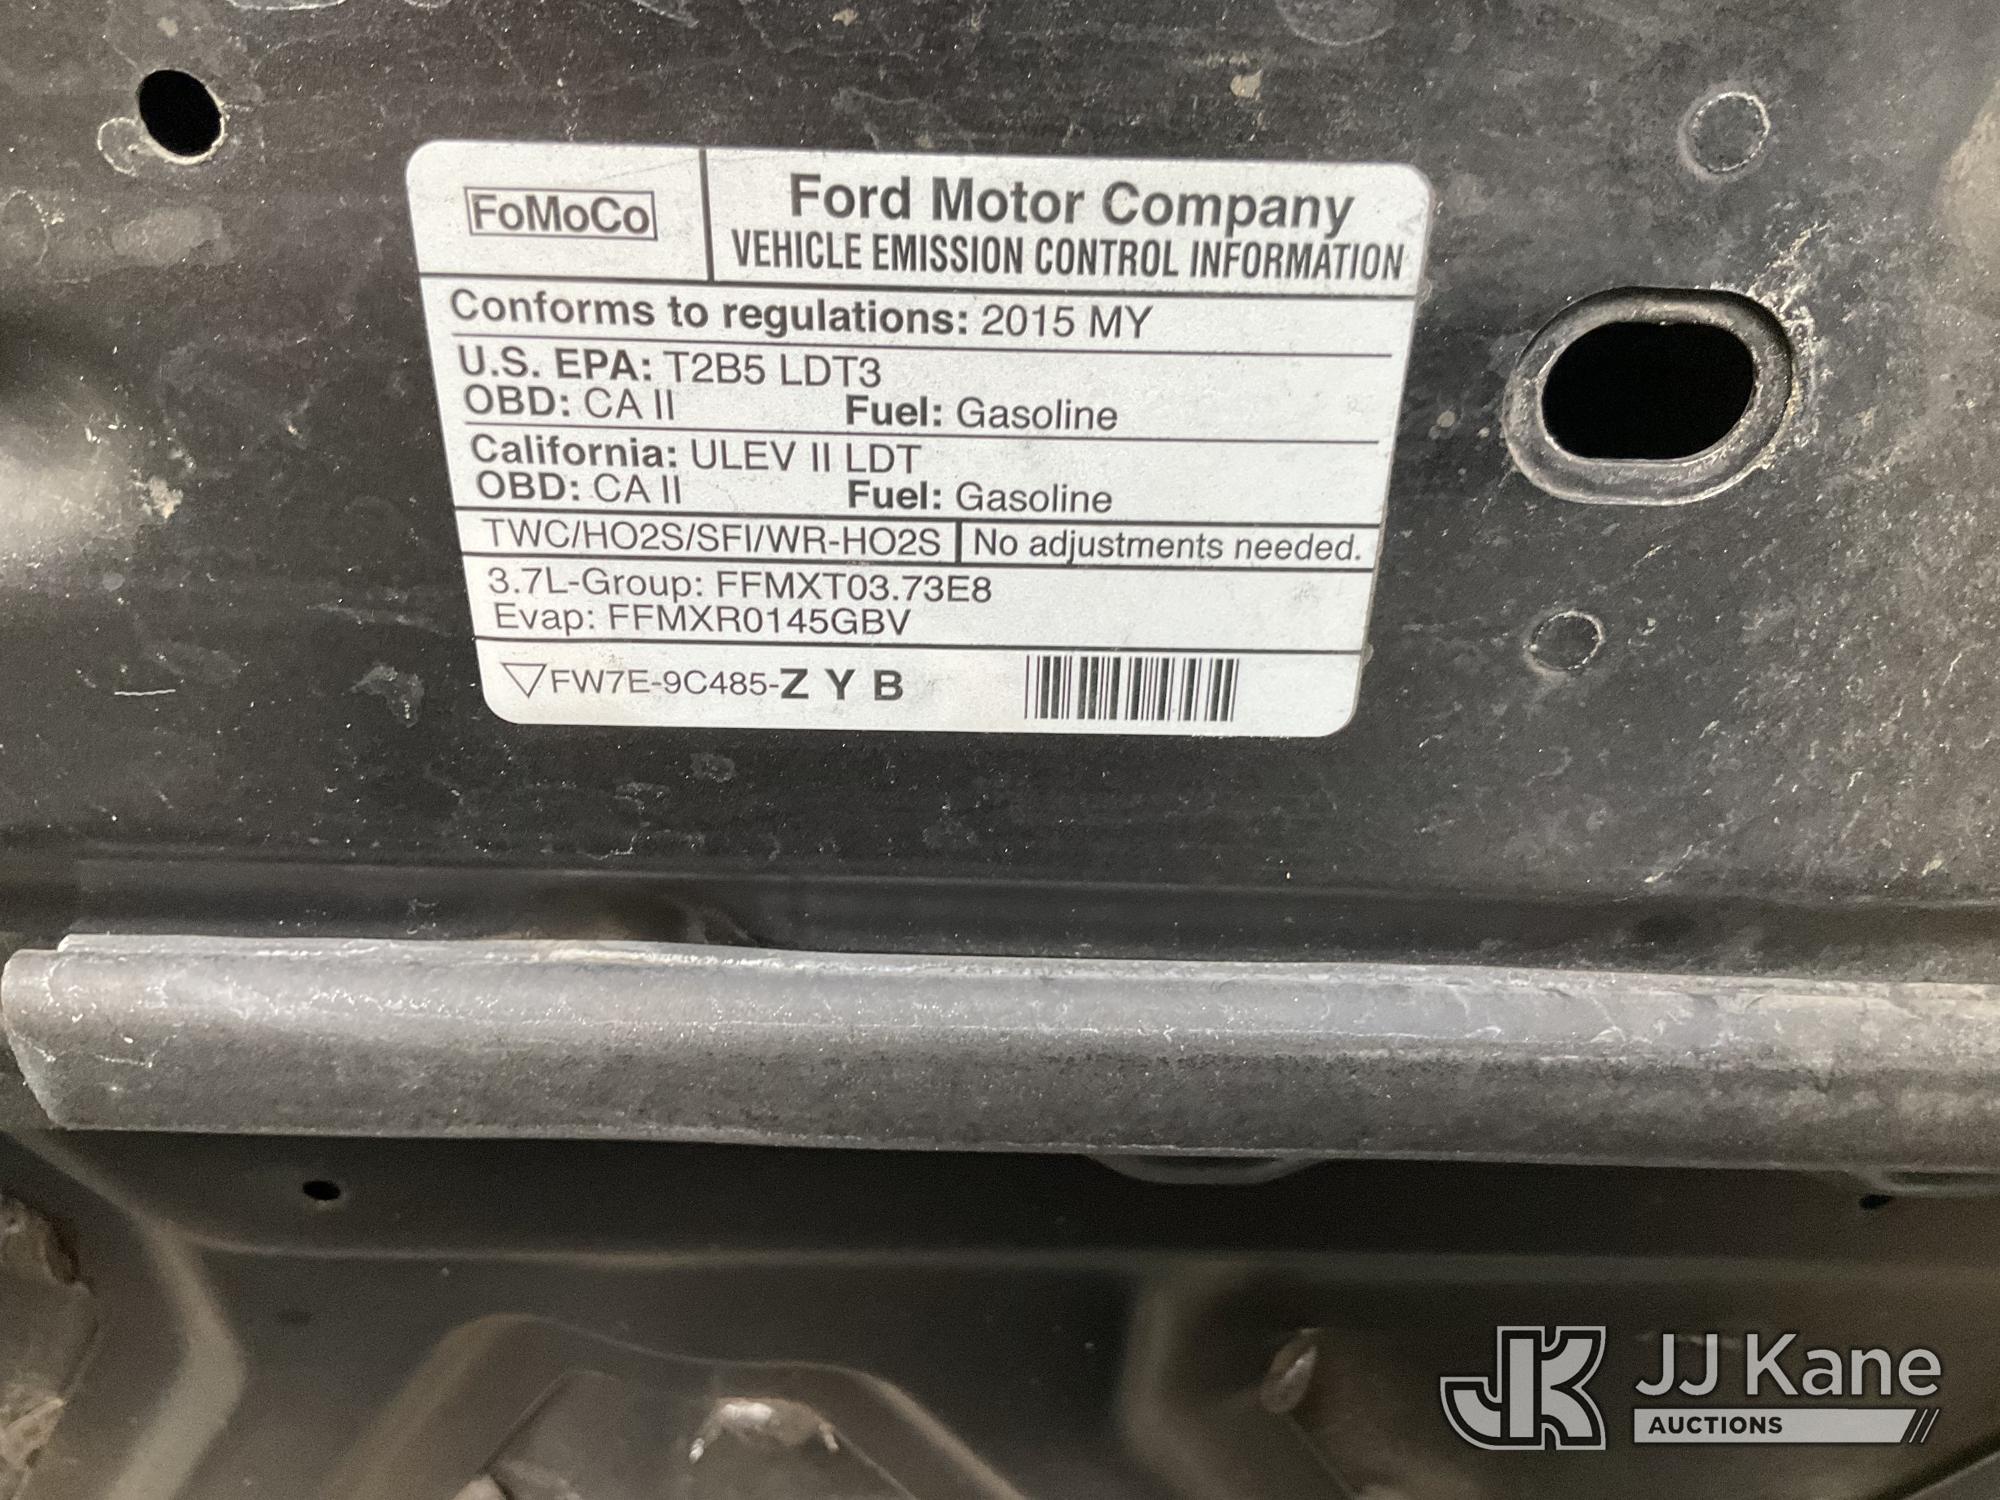 FoMoCo
Ford Motor Company
VEHICLE EMISSION CONTROL INFORMATION
Conforms to regulations: 2015 MY
U.S. EPA: T2B5 LDT3
OBD: CA II Fuel: Gasoline
California: ULEV II LDT
OBD: CA II Fuel: Gasoline
TWC/HO2S/SFI/WR-HO2S No adjustments needed.
3.7L-Group: FFMXT03.73E8
Evap: FFMXR0145GBV
FW7E-9C485-Z Y B
JK JJ Kane
AUCTIONS